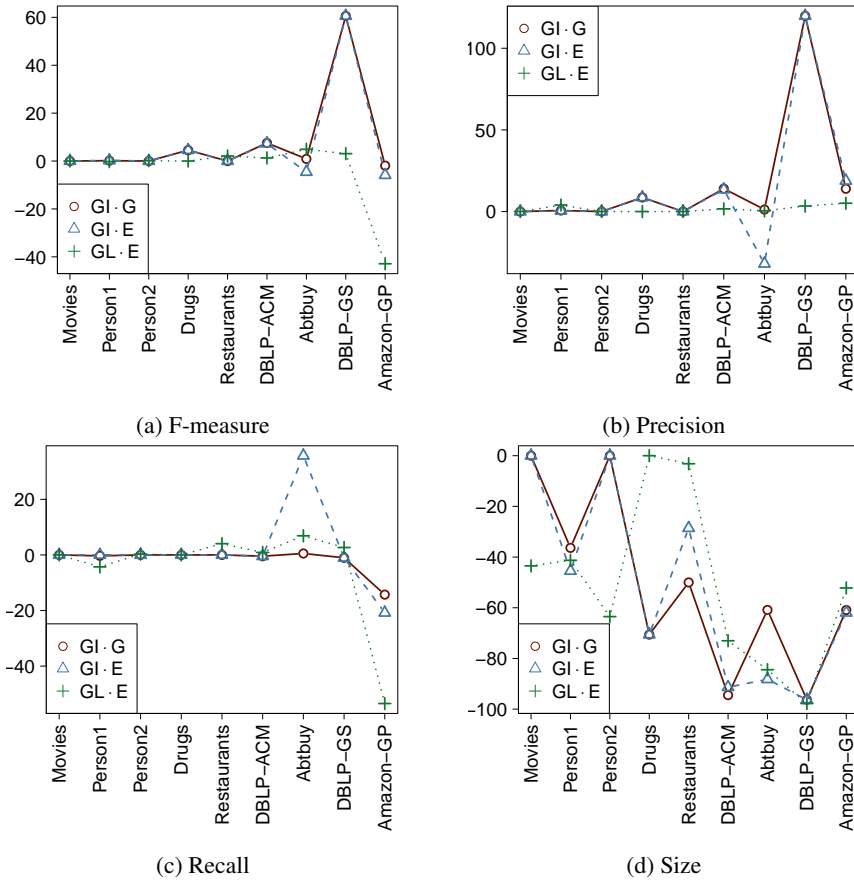 60
40
20
0
−20
−40
GI · G
GI · E
GL · E
Movies
Person1
Person2
Drugs
Restaurants
DBLP−ACM
Abtbuy
DBLP−GS
Amazon−GP
(a) F-measure
100
50
0
GI · G
GI · E
GL · E
Movies
Person1
Person2
Drugs
Restaurants
DBLP−ACM
Abtbuy
DBLP−GS
Amazon−GP
(b) Precision
20
0
−20
−40
GI · G
GI · E
GL · E
Movies
Person1
Person2
Drugs
Restaurants
DBLP−ACM
Abtbuy
DBLP−GS
Amazon−GP
(c) Recall
0
−20
−40
−60
−80
−100
GI · G
GI · E
GL · E
Movies
Person1
Person2
Drugs
Restaurants
DBLP−ACM
Abtbuy
DBLP−GS
Amazon−GP
(d) Size